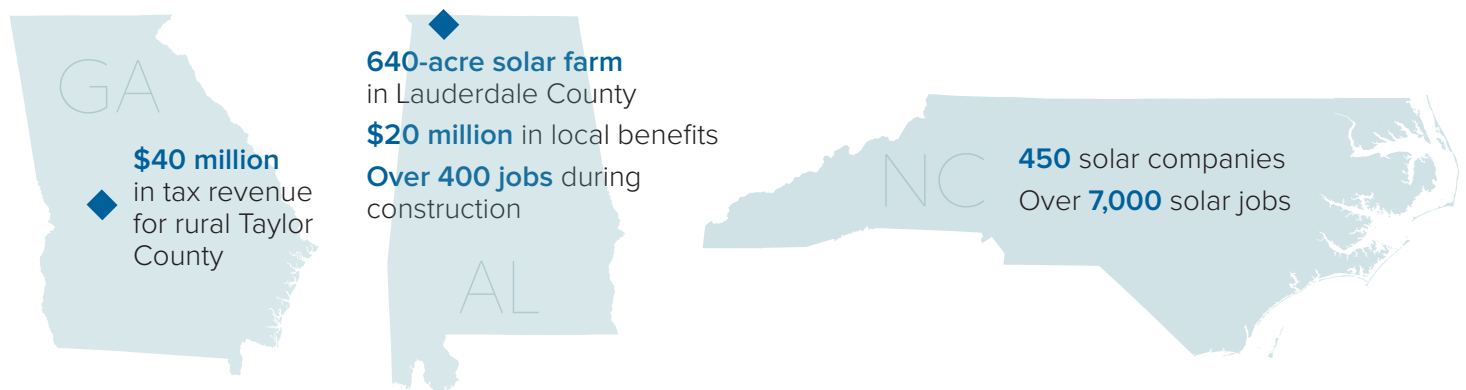 GA
$40 million
in tax revenue
for rural Taylor
County
640-acre solar farm
in Lauderdale County
$20 million in local benefits
Over 400 jobs during
construction
AL
NC
450 solar companies
Over 7,000 solar jobs